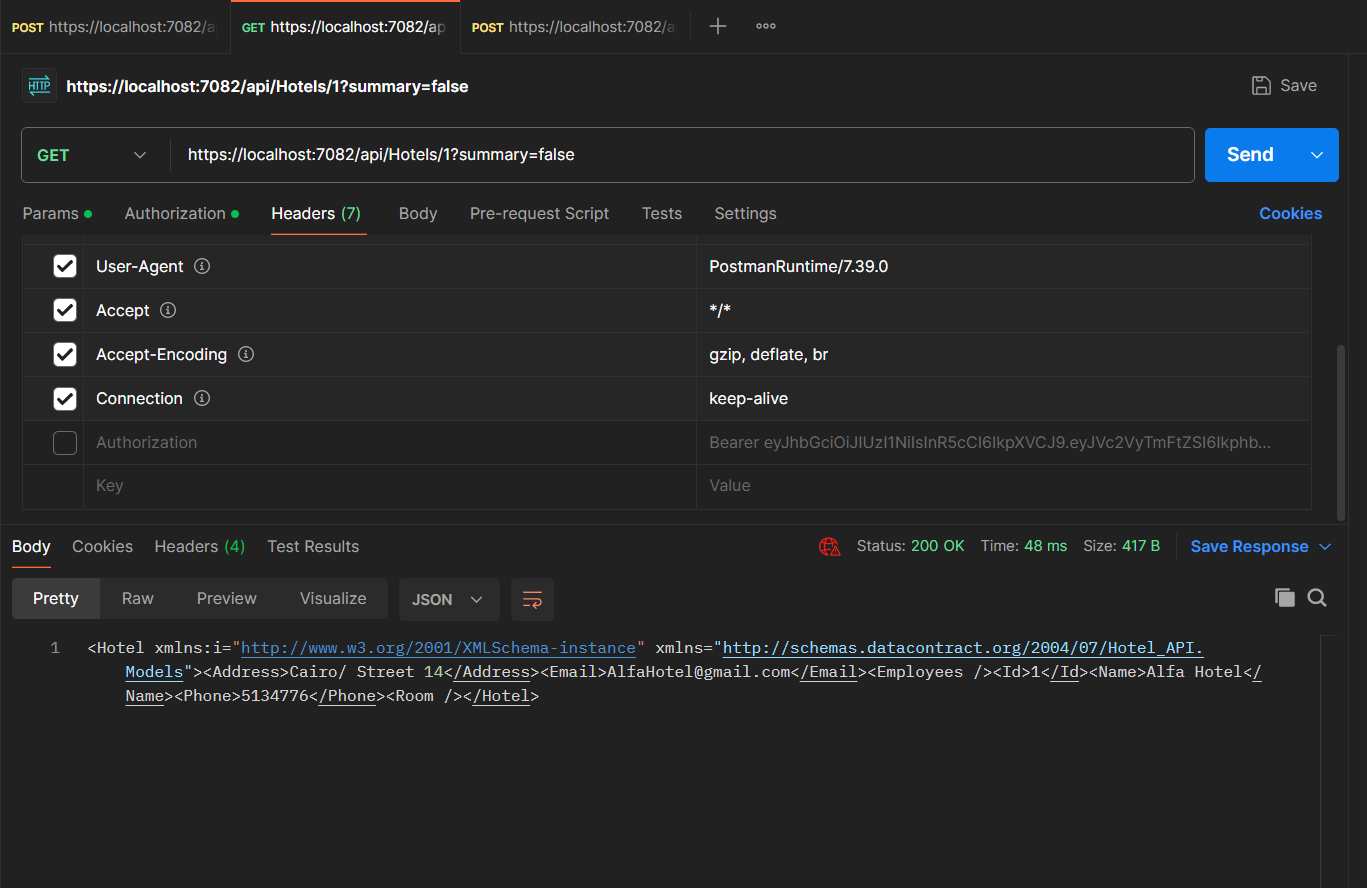 POST https://localhost:7082/a
GET https://localhost:7082/ap
POST https://localhost:7082/a
HTTP https://localhost:7082/api/Hotels/1?summary=false
Save
GET https://localhost:7082/api/Hotels/1?summary=false
Send
Params Authorization Headers (7) Body Pre-request Script Tests Settings Cookies
User-Agent PostmanRuntime/7.39.0
Accept */*
Accept-Encoding gzip, deflate, br
Connection keep-alive
Authorization Bearer eyJhbGciOiJIUzI1NiIsInR5cCI6IkpXVCJ9.eyJVc2VyTmFtZSI6Ikphb...
Key Value
Body Cookies Headers (4) Test Results Status: 200 OK Time: 48 ms Size: 417 B Save Response
Pretty Raw Preview Visualize JSON
1 <Hotel xmlns:i="http://www.w3.org/2001/XMLSchema-instance" xmlns="http://schemas.datacontract.org/2004/07/Hotel_API.
Models"><Address>Cairo/ Street 14</Address><Email>AlfaHotel@gmail.com</Email><Employees /><Id>1</Id><Name>Alfa Hotel</
Name><Phone>5134776</Phone><Room /></Hotel>